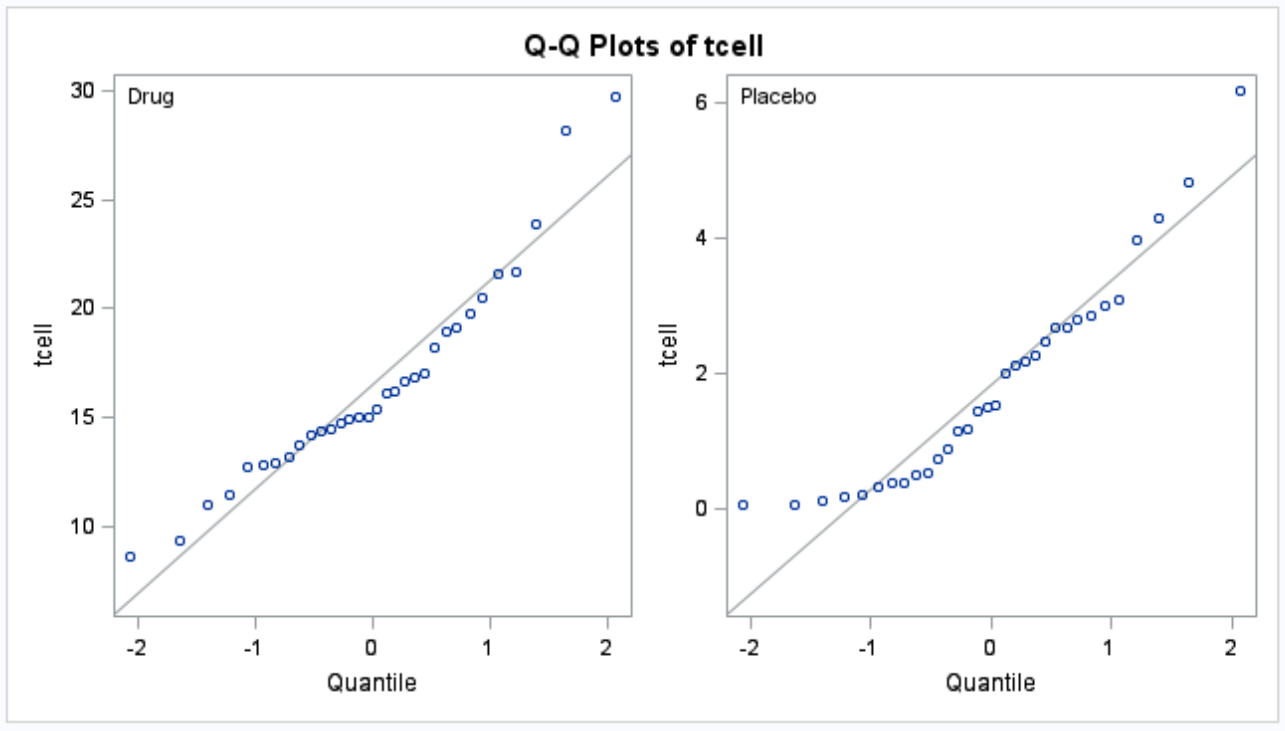 Q-Q Plots of tcell
Drug
30
25
20
15
10
tcell
-2 -1 0 1 2
Quantile
Placebo
6
4
2
0
tcell
-2 -1 0 1 2
Quantile